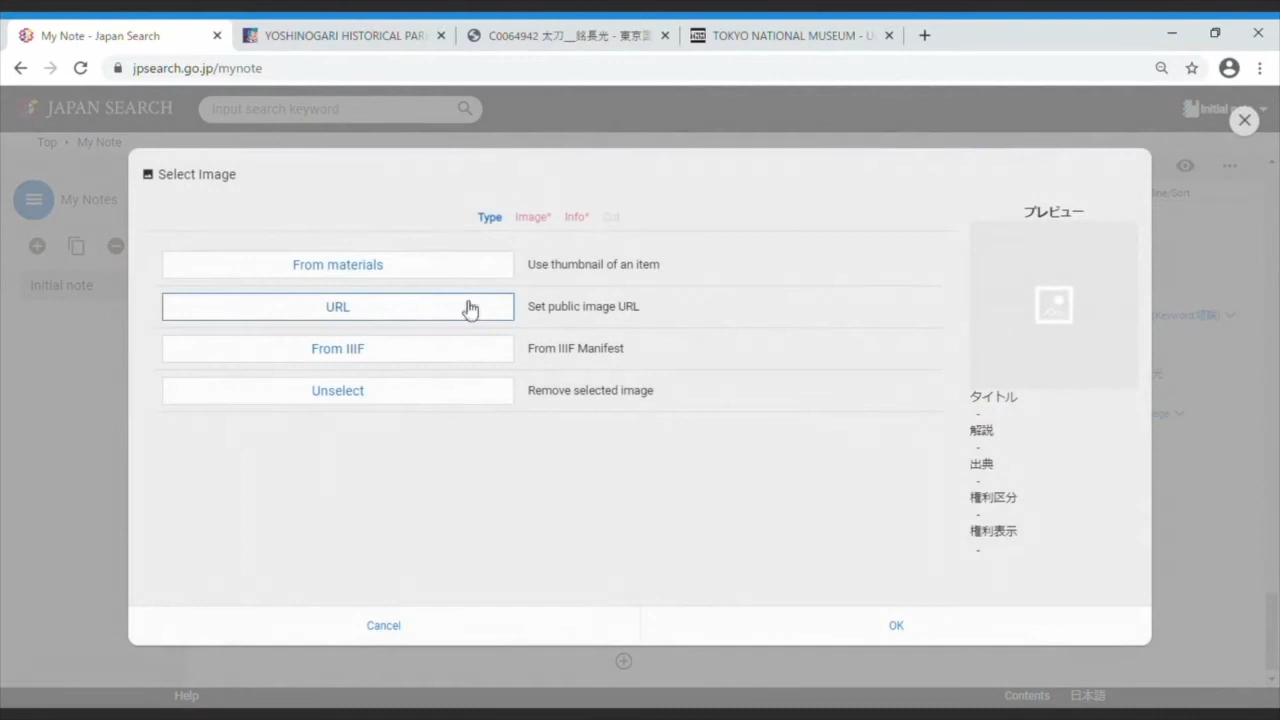 My Note - Japan Search
YOSHINOGARI HISTORICAL PAR
C0064942 太刀__銘長光 - 東京国
TOKYO NATIONAL MUSEUM - U
jpsearch.go.jp/mynote
JAPAN SEARCH
Input search keyword
Initial
Top
My Note
My Notes
line/Sort
Initial note
Select Image
Type
Image*
Info*
Cut
プレビュー
From materials
Use thumbnail of an item
URL
Set public image URL
From IIIF
From IIIF Manifest
Unselect
Remove selected image
タイトル
-
解説
-
出典
-
権利区分
-
権利表示
-
Cancel
OK
Help
Contents
日本語